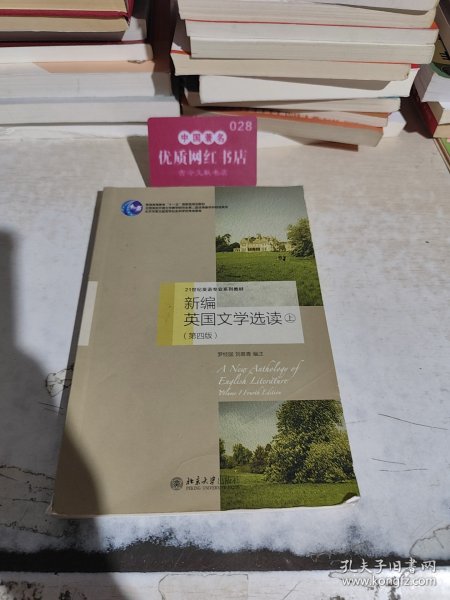 028
中国著名
优质网红书店
21世纪英语专业系列教材
新编
英国文学选读 上
(第四版)
罗经国 刘意青 编注
A New Anthology of
English Literature
Volume 1 Fourth Edition
北京大学出版社
孔夫子旧书网
www.kongfz.com